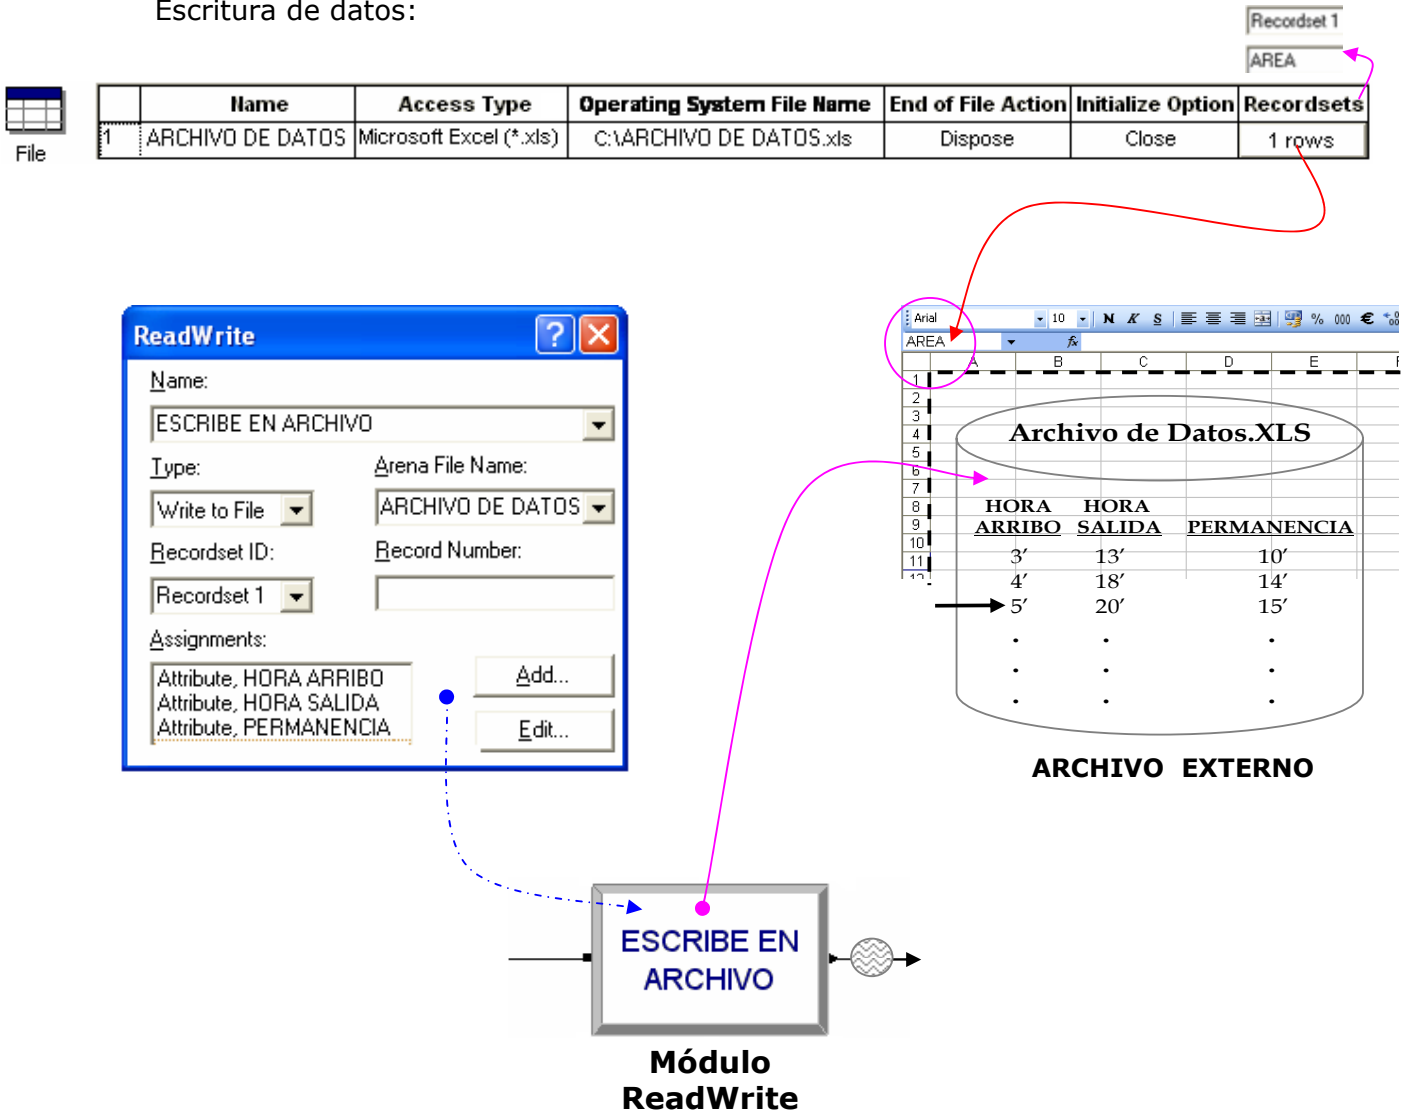 Escritura de datos:
Recordset 1
AREA
File
Name Access Type Operating System File Name End of File Action Initialize Option Recordsets
1 ARCHIVO DE DATOS Microsoft Excel (*.xls) C:\ARCHIVO DE DATOS.xls Dispose Close 1 rows
ReadWrite
Name:
ESCRIBE EN ARCHIVO
Type: Arena File Name:
Write to File ARCHIVO DE DATOS
Recordset ID: Record Number:
Recordset 1
Assignments:
Attribute, HORA ARRIBO
Attribute, HORA SALIDA
Attribute, PERMANENCIA
Add...
Edit...
Arial 10 N K S % 000 €
AREA fx
A B C D E F
1
2
3
4
5
6
7
8
9
10
11
12
Archivo de Datos.XLS
HORA HORA
ARRIBO SALIDA PERMANENCIA
3′ 13′ 10′
4′ 18′ 14′
5′ 20′ 15′
. . .
. . .
. . .
ARCHIVO EXTERNO
ESCRIBE EN
ARCHIVO
Módulo
ReadWrite